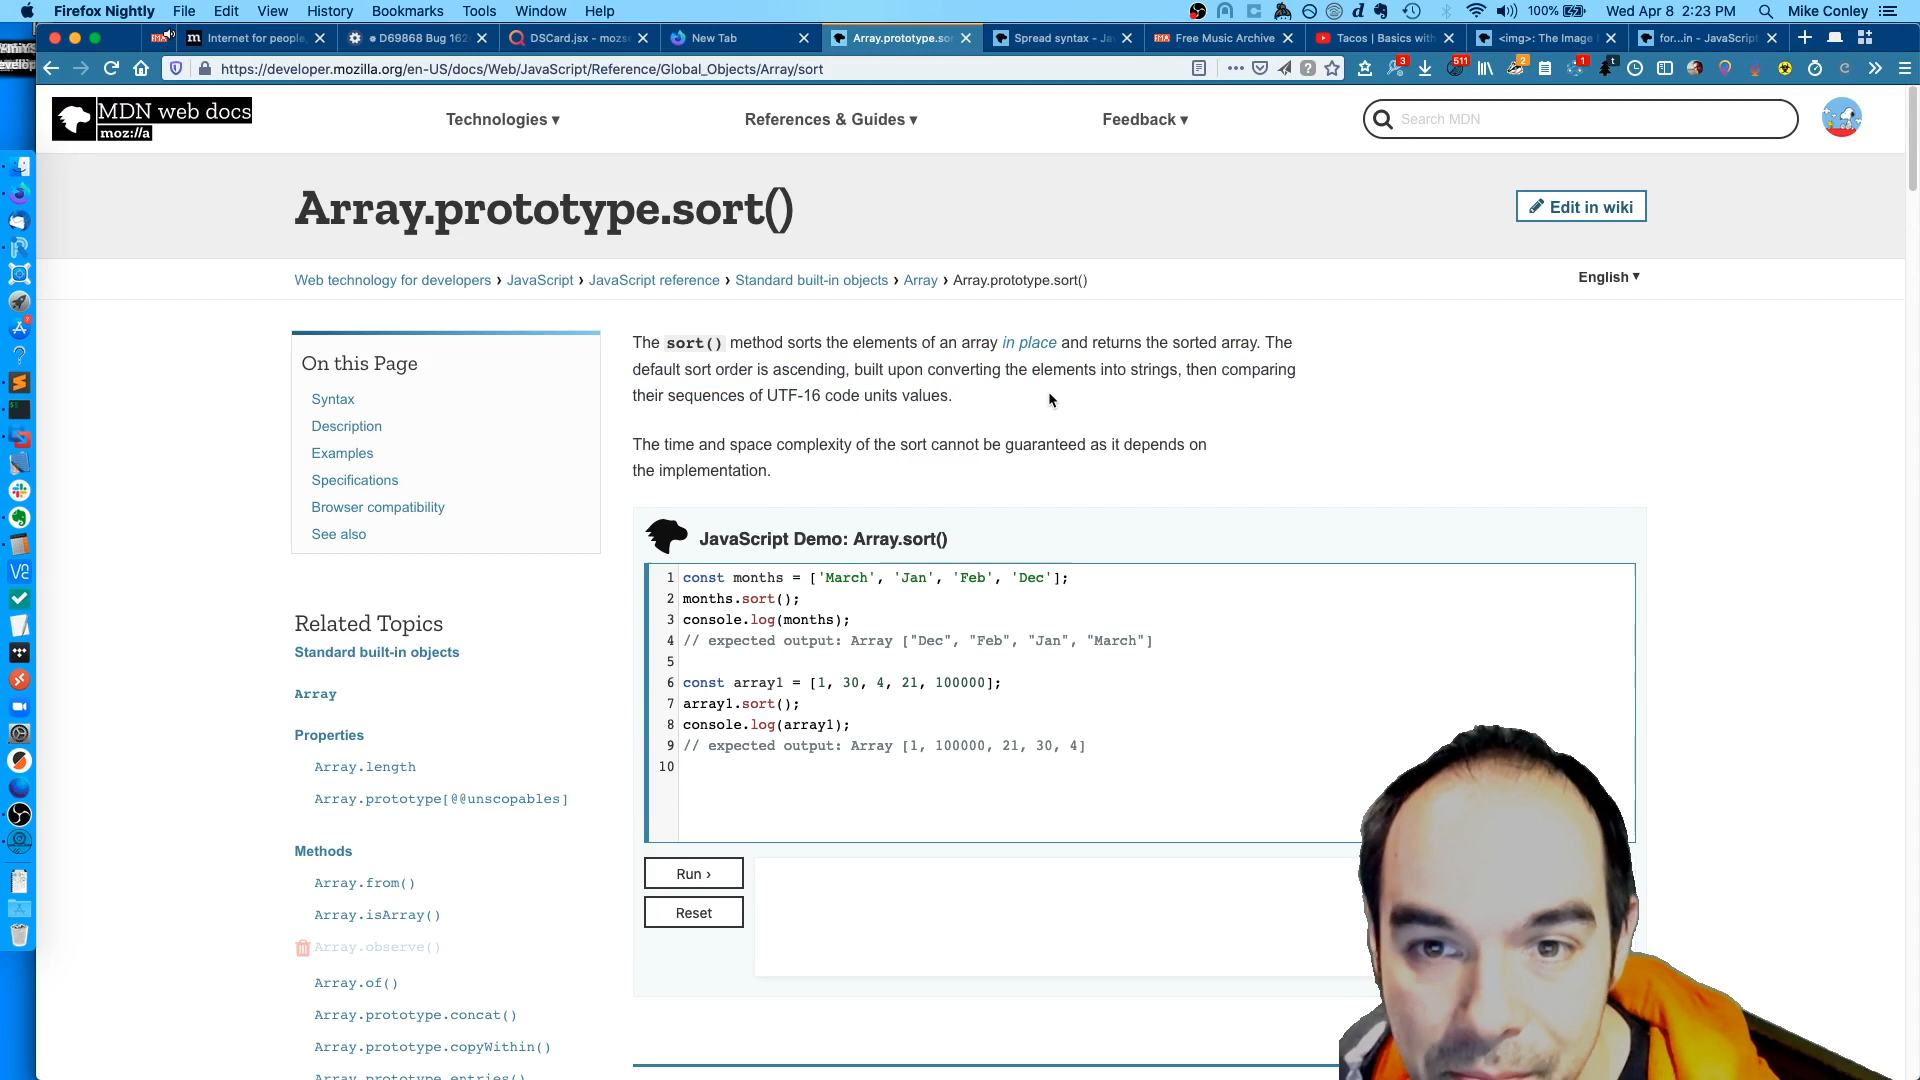 Firefox Nightly File Edit View History Bookmarks Tools Window Help 100% Wed Apr 8 2:23 PM Mike Conley
Internet for people D69868 Bug 162 DSCard.jsx - mozs New Tab Array.prototype.sor Spread syntax - Ja Free Music Archive Tacos | Basics with <img>: The Image for...in - JavaScript
https://developer.mozilla.org/en-US/docs/Web/JavaScript/Reference/Global_Objects/Array/sort
3 511 2 1
MDN web docs
moz://a
Technologies ▾ References & Guides ▾ Feedback ▾ Search MDN
Array.prototype.sort()
Edit in wiki
Web technology for developers › JavaScript › JavaScript reference › Standard built-in objects › Array › Array.prototype.sort()
English ▾
On this Page
Syntax
Description
Examples
Specifications
Browser compatibility
See also
Related Topics
Standard built-in objects
Array
Properties
Array.length
Array.prototype[@@unscopables]
Methods
Array.from()
Array.isArray()
Array.observe()
Array.of()
Array.prototype.concat()
Array.prototype.copyWithin()
Array.prototype.entries()
The sort() method sorts the elements of an array in place and returns the sorted array. The
default sort order is ascending, built upon converting the elements into strings, then comparing
their sequences of UTF-16 code units values.
The time and space complexity of the sort cannot be guaranteed as it depends on
the implementation.
JavaScript Demo: Array.sort()
1 const months = ['March', 'Jan', 'Feb', 'Dec'];
2 months.sort();
3 console.log(months);
4 // expected output: Array ["Dec", "Feb", "Jan", "March"]
5
6 const array1 = [1, 30, 4, 21, 100000];
7 array1.sort();
8 console.log(array1);
9 // expected output: Array [1, 100000, 21, 30, 4]
10
Run ›
Reset